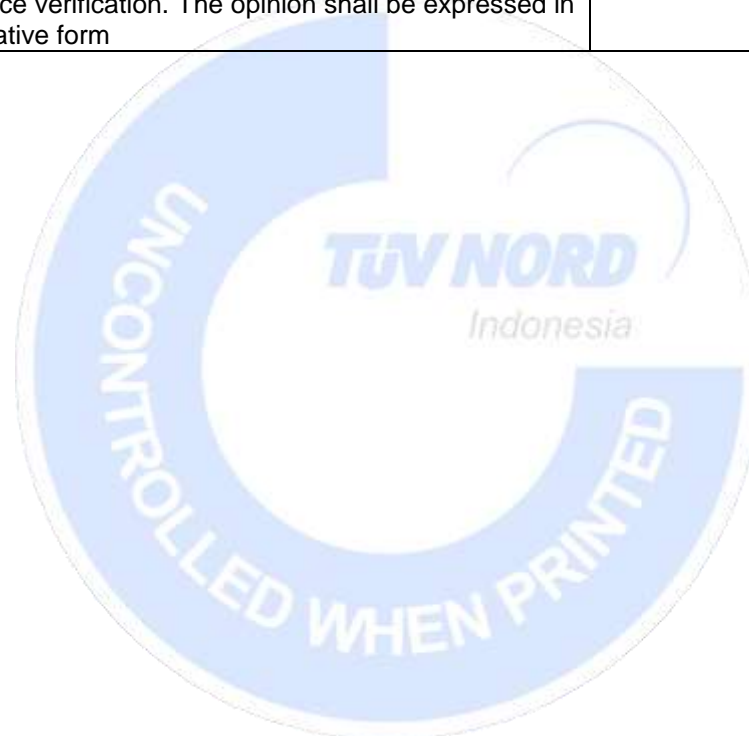 ce verification. The opinion shall be expressed in
ative form
TÜV NORD
Indonesia
UNCONTROLLED WHEN PRINTED